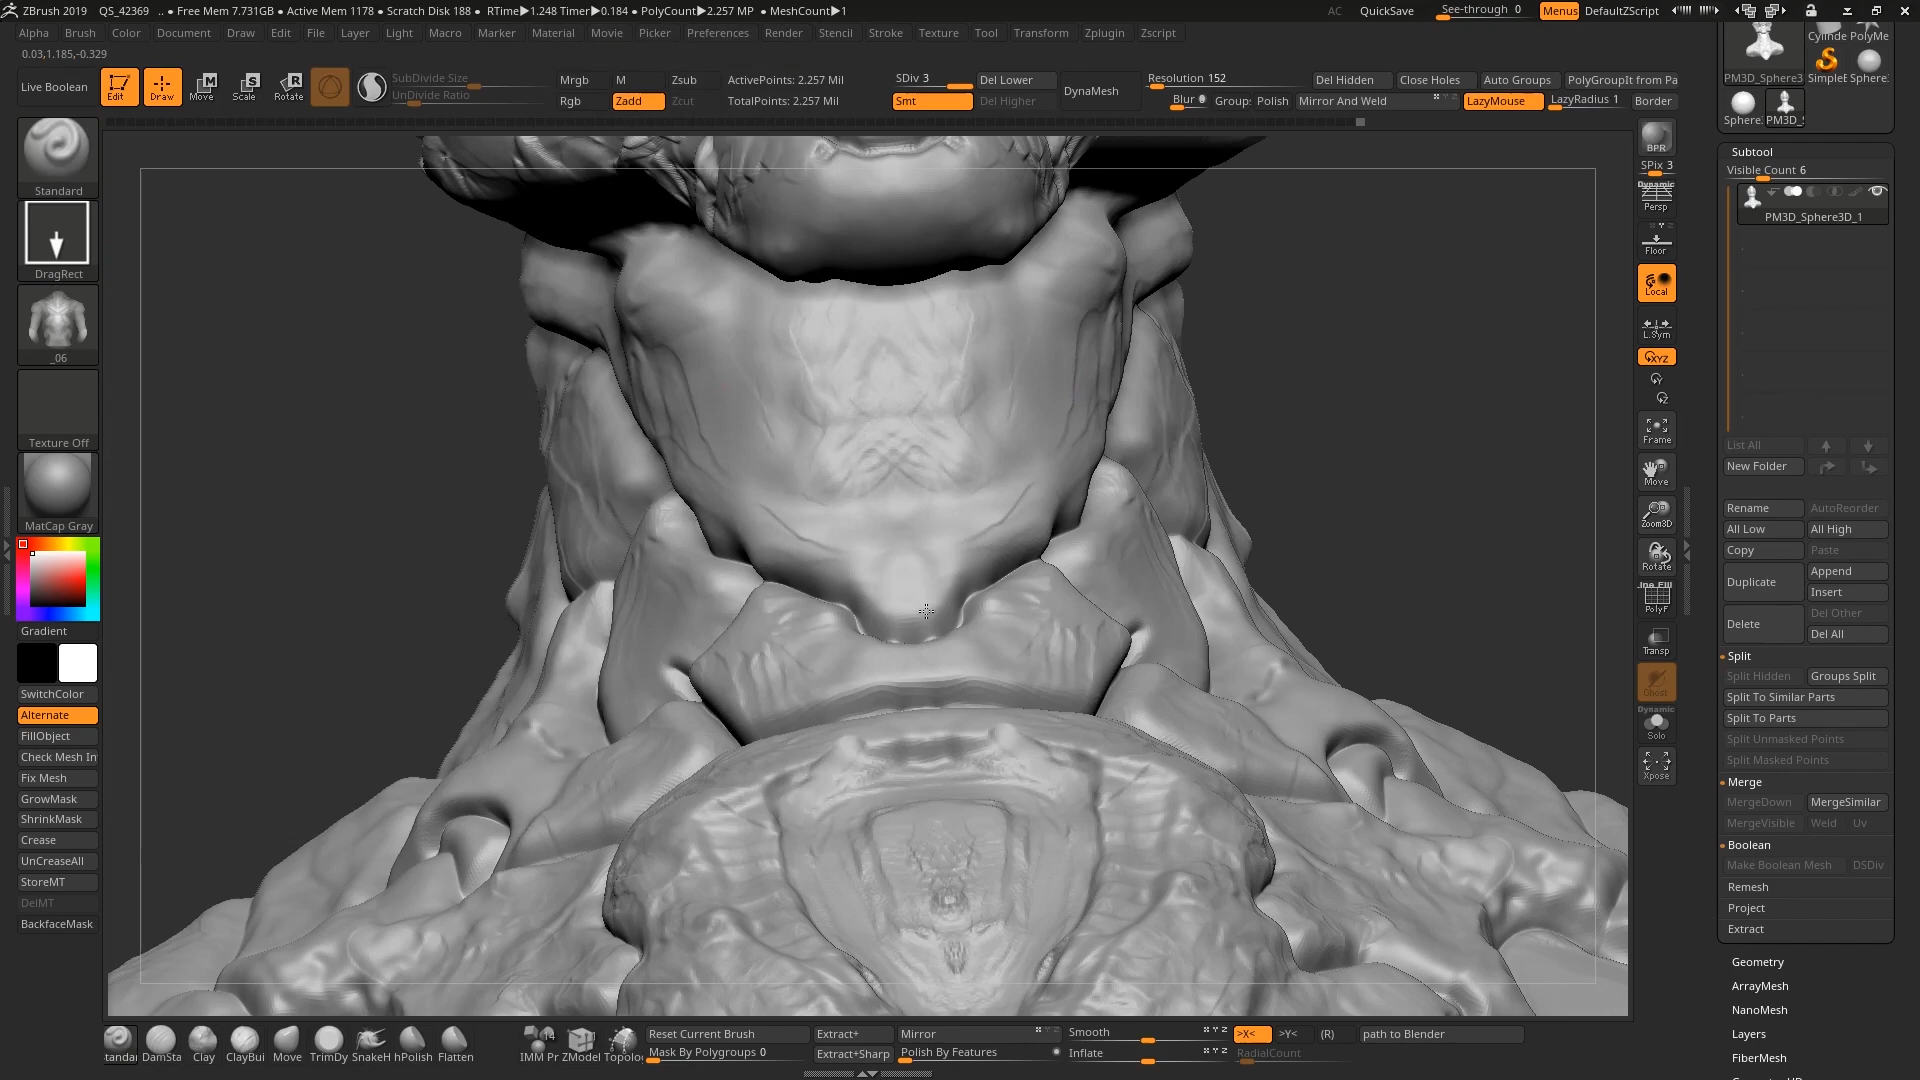 ZBrush 2019 QS_42369 .. • Free Mem 7.731GB • Active Mem 1178 • Scratch Disk 188 • RTime▶1.248 Timer▶0.184 • PolyCount▶2.257 MP • MeshCount▶1
AC QuickSave See-through 0 Menus DefaultZScript
Alpha Brush Color Document Draw Edit File Layer Light Macro Marker Material Movie Picker Preferences Render Stencil Stroke Texture Tool Transform Zplugin Zscript
0.03,1.185,-0.329
Live Boolean
Edit
Draw
Move
Scale
Rotate
SubDivide Size
UnDivide Ratio
Mrgb M Zsub
Rgb Zadd Zcut
ActivePoints: 2.257 Mil
TotalPoints: 2.257 Mil
SDiv 3 Del Lower
Smt Del Higher
DynaMesh
Resolution 152
Blur 0 Group Polish Mirror And Weld
Del Hidden Close Holes Auto Groups PolyGroupIt from Pa
LazyMouse LazyRadius 1 Border
Standard
DragRect
_06
Texture Off
MatCap Gray
Gradient
SwitchColor
Alternate
FillObject
Check Mesh In
Fix Mesh
GrowMask
ShrinkMask
Crease
UnCreaseAll
StoreMT
DelMT
BackfaceMask
BPR
SPix 3
Dynamic
Persp
Floor
Local
L.Sym
XYZ
Y
Z
Frame
Move
Zoom3D
Rotate
Line Fill
PolyF
Transp
Ghost
Dynamic
Solo
Xpose
Cylinde PolyMe
PM3D_Sphere3 SimpleB Sphere
Sphere PM3D_S
Subtool
Visible Count 6
PM3D_Sphere3D_1
List All
New Folder
Rename AutoReorder
All Low All High
Copy Paste
Duplicate Append
Insert
Delete Del Other
Del All
Split
Split Hidden Groups Split
Split To Similar Parts
Split To Parts
Split Unmasked Points
Split Masked Points
Merge
MergeDown MergeSimilar
MergeVisible Weld Uv
Boolean
Make Boolean Mesh DSDiv
Remesh
Project
Extract
Geometry
ArrayMesh
NanoMesh
Layers
FiberMesh
DamSta Clay ClayBui Move TrimDy SnakeH hPolish Flatten
14
IMM Pr ZModel Topolo
Reset Current Brush Extract+ Mirror
Mask By Polygroups 0 Extract+Sharp Polish By Features
Smooth
Inflate
>X< >Y< (R) path to Blender
RadialCount